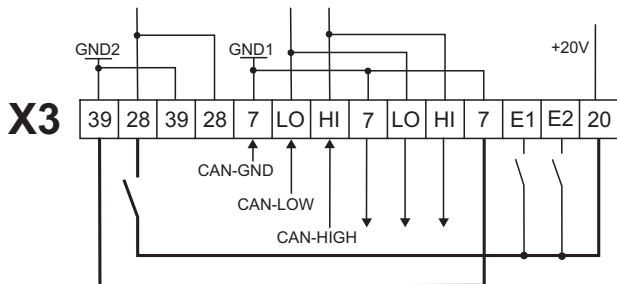 GND2 GND1 +20V
X3 39 28 39 28 7 LO HI 7 LO HI 7 E1 E2 20
CAN-GND
CAN-LOW
CAN-HIGH